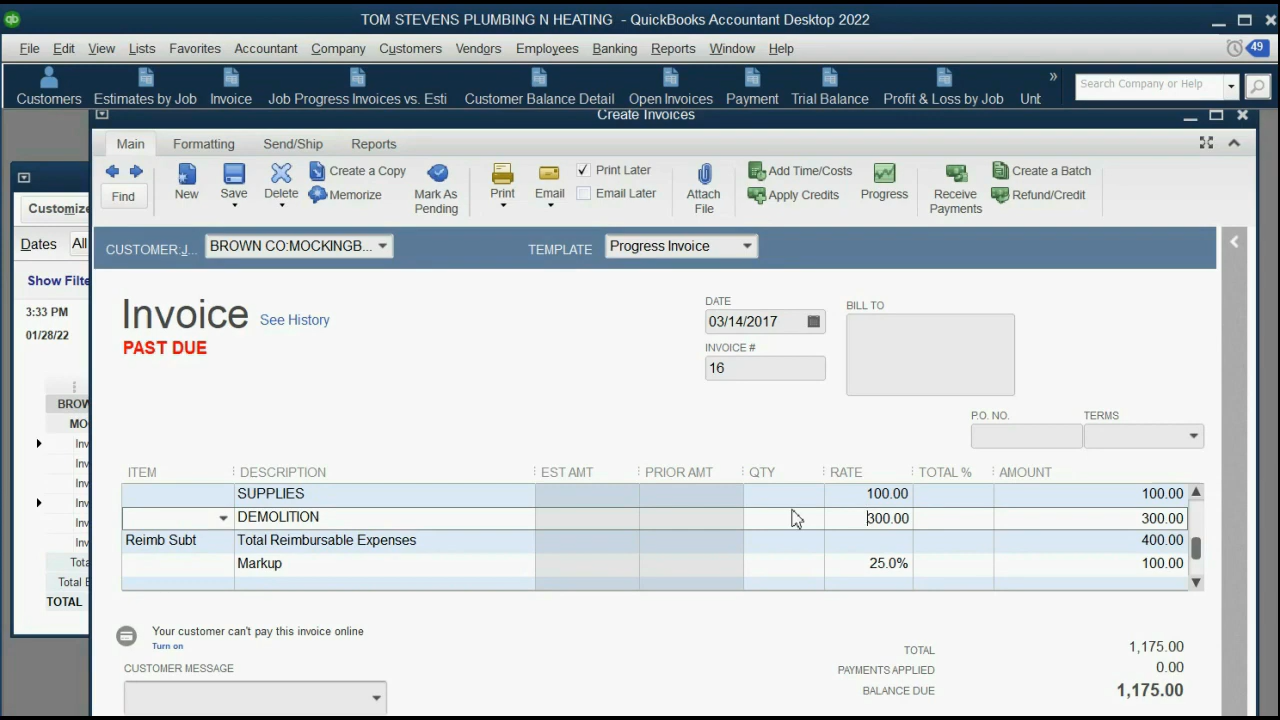 TOM STEVENS PLUMBING N HEATING - QuickBooks Accountant Desktop 2022
File Edit View Lists Favorites Accountant Company Customers Vendors Employees Banking Reports Window Help
49
Customers Estimates by Job Invoice Job Progress Invoices vs. Esti Customer Balance Detail Open Invoices Payment Trial Balance Profit & Loss by Job Unt
» Search Company or Help
Create Invoices
Main Formatting Send/Ship Reports
Find New Save Delete Create a Copy Memorize Mark As Pending Print Email Print Later Email Later Attach File Add Time/Costs Apply Credits Progress Receive Payments Create a Batch Refund/Credit
Customize
Dates All
Show Filte
3:33 PM
01/28/22
BROW
MO
Inv
Inv
Inv
Inv
Inv
Inv
Tota
Total E
TOTAL
CUSTOMER:J... BROWN CO:MOCKINGB... TEMPLATE Progress Invoice
Invoice See History
PAST DUE
DATE
03/14/2017
INVOICE #
16
BILL TO
P.O. NO. TERMS
ITEM DESCRIPTION EST AMT PRIOR AMT QTY RATE TOTAL % AMOUNT
SUPPLIES 100.00 100.00
DEMOLITION 300.00 300.00
Reimb Subt Total Reimbursable Expenses 400.00
Markup 25.0% 100.00
Your customer can't pay this invoice online
Turn on
CUSTOMER MESSAGE
TOTAL 1,175.00
PAYMENTS APPLIED 0.00
BALANCE DUE 1,175.00